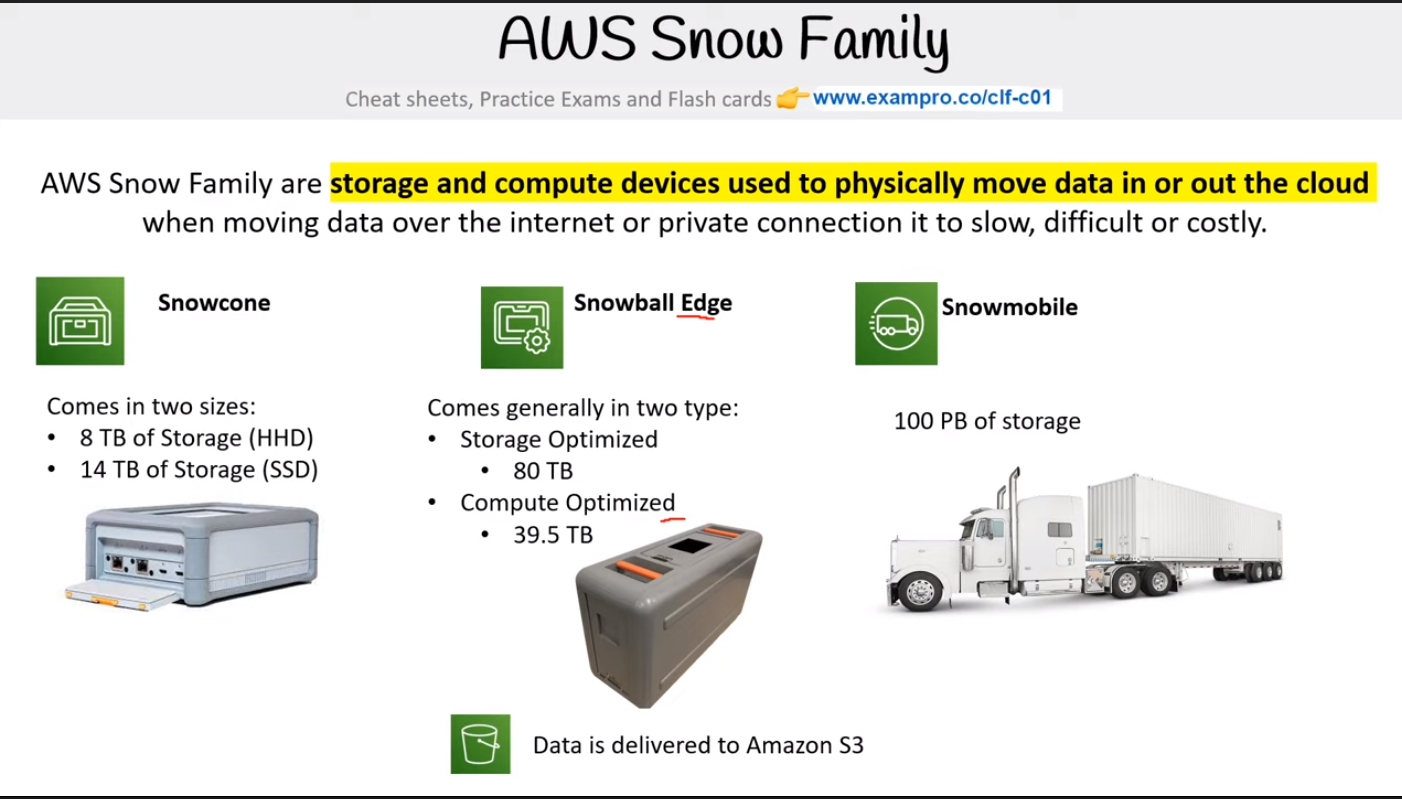 AWS Snow Family
Cheat sheets, Practice Exams and Flash cards 👉 www.exampro.co/clf-c01
AWS Snow Family are storage and compute devices used to physically move data in or out the cloud
when moving data over the internet or private connection it to slow, difficult or costly.
Snowcone
Comes in two sizes:
• 8 TB of Storage (HHD)
• 14 TB of Storage (SSD)
Snowball Edge
Comes generally in two type:
• Storage Optimized
• 80 TB
• Compute Optimized
• 39.5 TB
Snowmobile
100 PB of storage
Data is delivered to Amazon S3